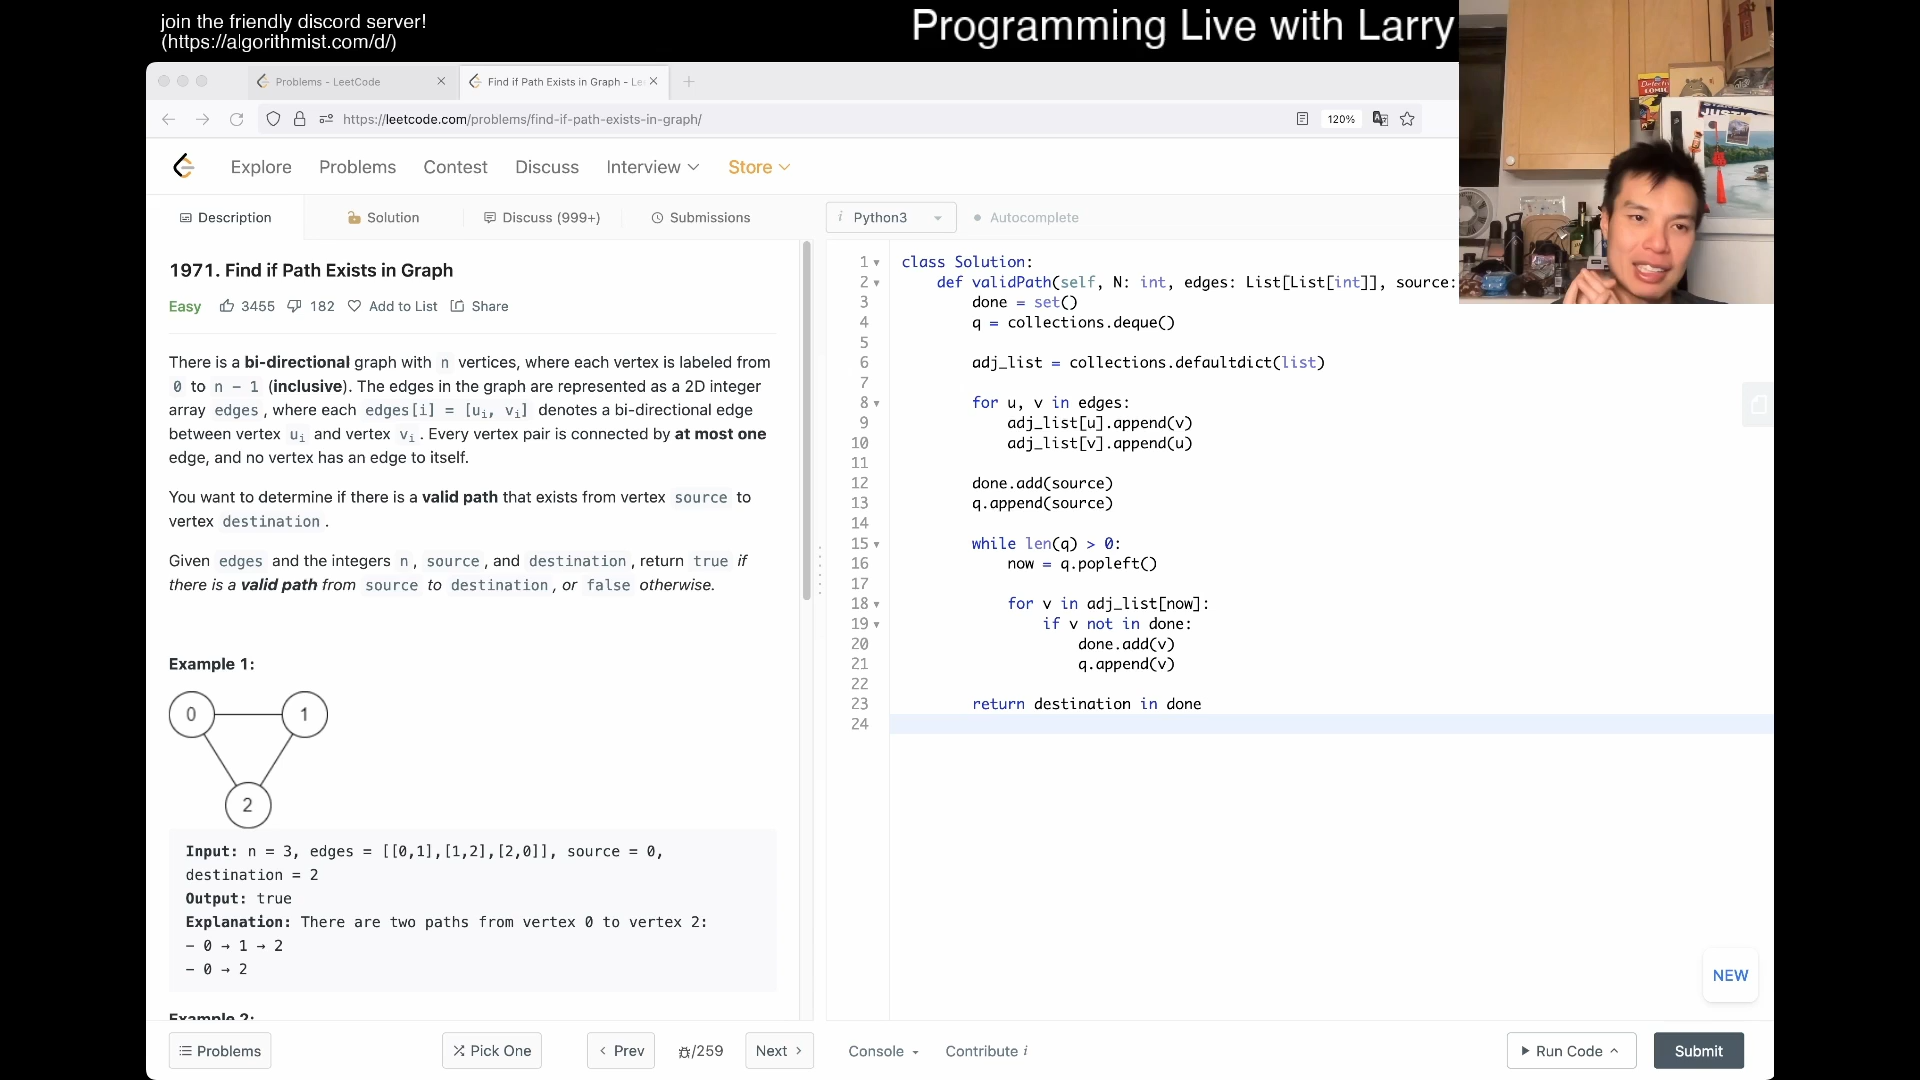 join the friendly discord server!
(https://algorithmist.com/d/)
Programming Live with Larry
Problems - LeetCode
Find if Path Exists in Graph - Le
https://leetcode.com/problems/find-if-path-exists-in-graph/
120%
Explore Problems Contest Discuss Interview Store
Description Solution Discuss (999+) Submissions
i Python3 Autocomplete
1971. Find if Path Exists in Graph
Easy 3455 182 Add to List Share
There is a bi-directional graph with n vertices, where each vertex is labeled from
0 to n - 1 (inclusive). The edges in the graph are represented as a 2D integer
array edges, where each edges[i] = [ui, vi] denotes a bi-directional edge
between vertex ui and vertex vi. Every vertex pair is connected by at most one
edge, and no vertex has an edge to itself.
You want to determine if there is a valid path that exists from vertex source to
vertex destination.
Given edges and the integers n, source, and destination, return true if
there is a valid path from source to destination, or false otherwise.
Example 1:
0
1
2
Input: n = 3, edges = [[0,1],[1,2],[2,0]], source = 0,
destination = 2
Output: true
Explanation: There are two paths from vertex 0 to vertex 2:
- 0 → 1 → 2
- 0 → 2
Example 2:
1 class Solution:
2 def validPath(self, N: int, edges: List[List[int]], source:
3 done = set()
4 q = collections.deque()
5
6 adj_list = collections.defaultdict(list)
7
8 for u, v in edges:
9 adj_list[u].append(v)
10 adj_list[v].append(u)
11
12 done.add(source)
13 q.append(source)
14
15 while len(q) > 0:
16 now = q.popleft()
17
18 for v in adj_list[now]:
19 if v not in done:
20 done.add(v)
21 q.append(v)
22
23 return destination in done
24
NEW
Problems Pick One Prev /259 Next Console Contribute i Run Code Submit